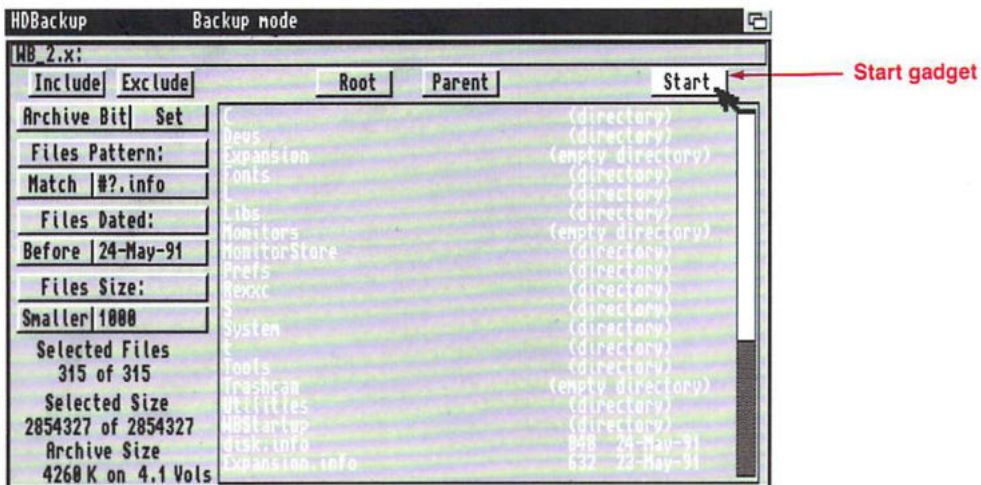 HDBackup Backup mode
WB_2.x:
Include Exclude Root Parent Start
Start gadget
Archive Bit Set
Files Pattern:
Match #?.info
Files Dated:
Before 24-May-91
Files Size:
Smaller 1000
Selected Files
315 of 315
Selected Size
2854327 of 2854327
Archive Size
4260 K on 4.1 Vols
C (directory)
Devs (directory)
Expansion (empty directory)
Fonts (directory)
L (directory)
Libs (directory)
Monitors (empty directory)
MonitorStore (directory)
Prefs (directory)
Rexxc (directory)
S (directory)
System (directory)
t (directory)
Tools (directory)
Trashcan (empty directory)
Utilities (directory)
WBStartup (directory)
disk.info 848 24-May-91
Expansion.info 632 23-May-91